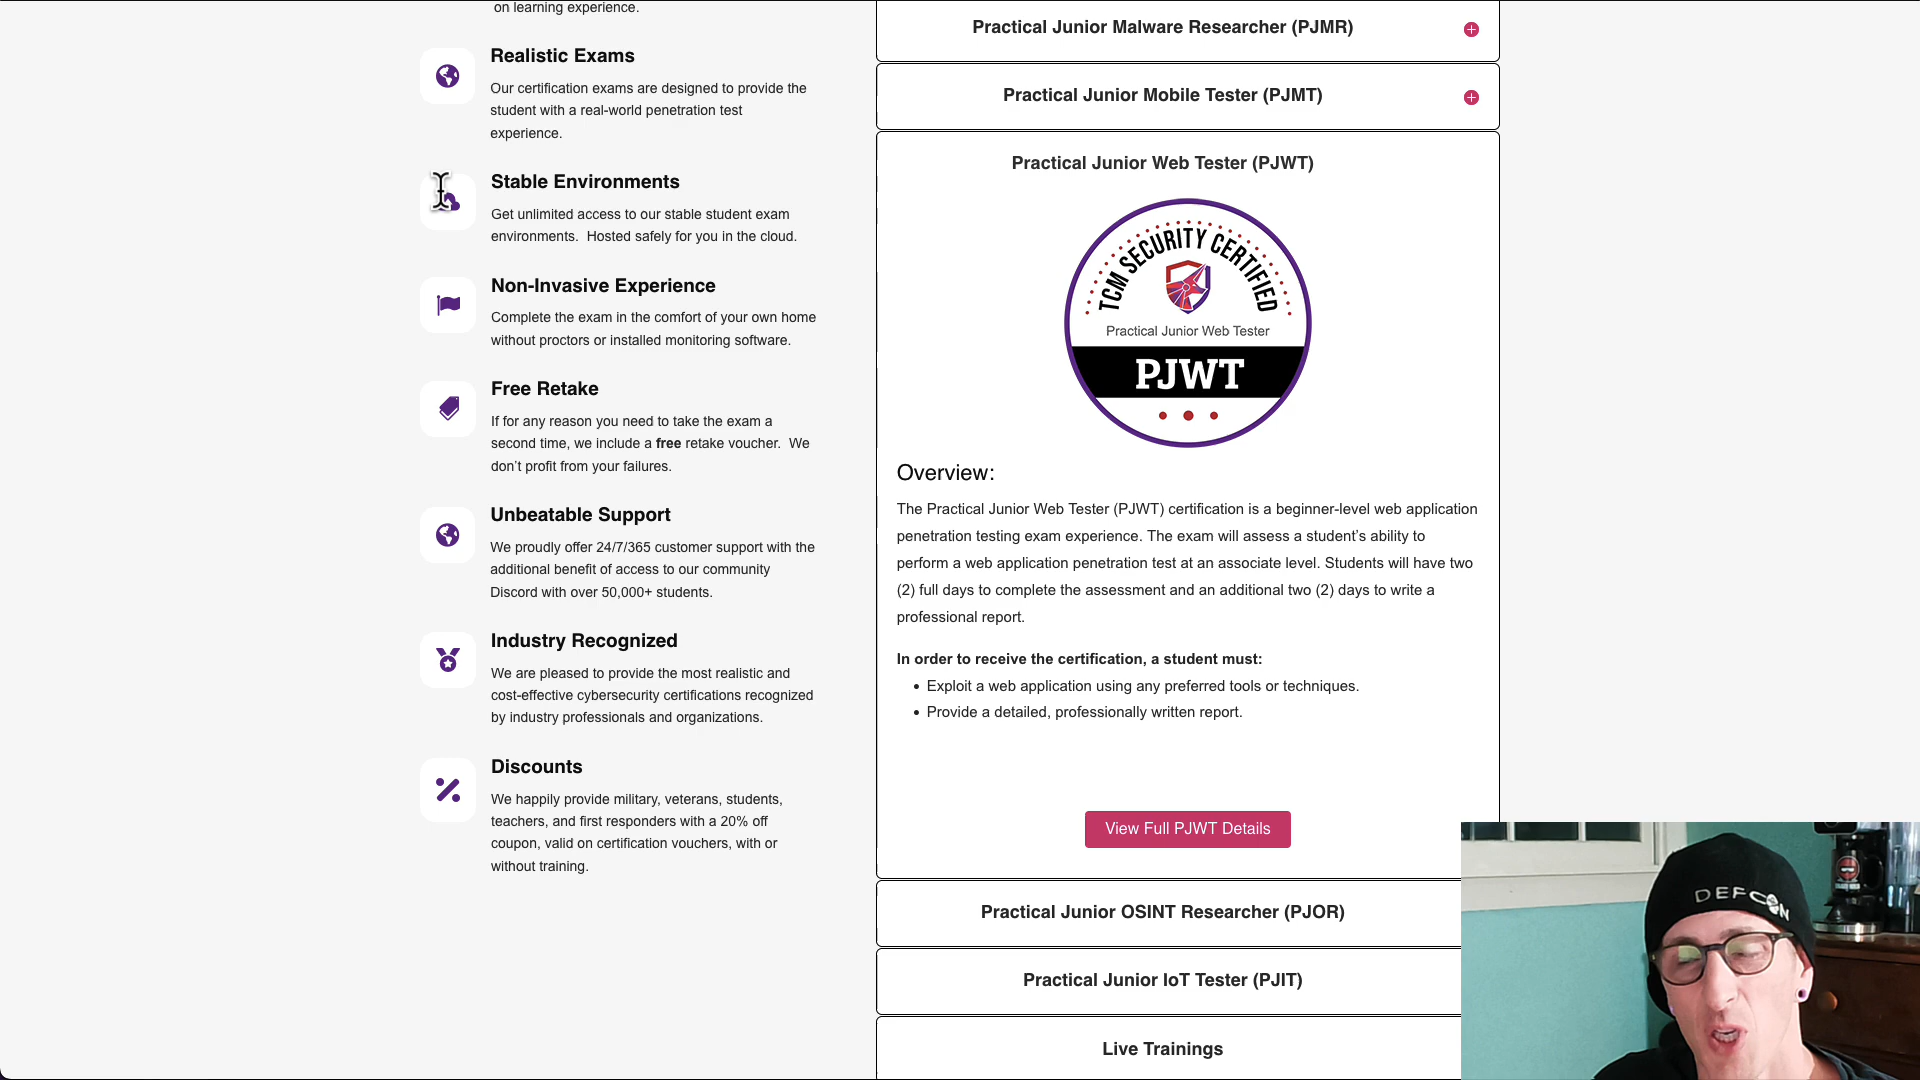 on learning experience.
Realistic Exams
Our certification exams are designed to provide the
student with a real-world penetration test
experience.
Stable Environments
Get unlimited access to our stable student exam
environments.  Hosted safely for you in the cloud.
Non-Invasive Experience
Complete the exam in the comfort of your own home
without proctors or installed monitoring software.
Free Retake
If for any reason you need to take the exam a
second time, we include a free retake voucher.  We
don’t profit from your failures.
Unbeatable Support
We proudly offer 24/7/365 customer support with the
additional benefit of access to our community
Discord with over 50,000+ students.
Industry Recognized
We are pleased to provide the most realistic and
cost-effective cybersecurity certifications recognized
by industry professionals and organizations.
Discounts
We happily provide military, veterans, students,
teachers, and first responders with a 20% off
coupon, valid on certification vouchers, with or
without training.
Practical Junior Malware Researcher (PJMR)
Practical Junior Mobile Tester (PJMT)
Practical Junior Web Tester (PJWT)
TCM SECURITY CERTIFIED
Practical Junior Web Tester
PJWT
Overview:
The Practical Junior Web Tester (PJWT) certification is a beginner-level web application
penetration testing exam experience. The exam will assess a student’s ability to
perform a web application penetration test at an associate level. Students will have two
(2) full days to complete the assessment and an additional two (2) days to write a
professional report.
In order to receive the certification, a student must:
• Exploit a web application using any preferred tools or techniques.
• Provide a detailed, professionally written report.
View Full PJWT Details
Practical Junior OSINT Researcher (PJOR)
Practical Junior IoT Tester (PJIT)
Live Trainings
DEFCON